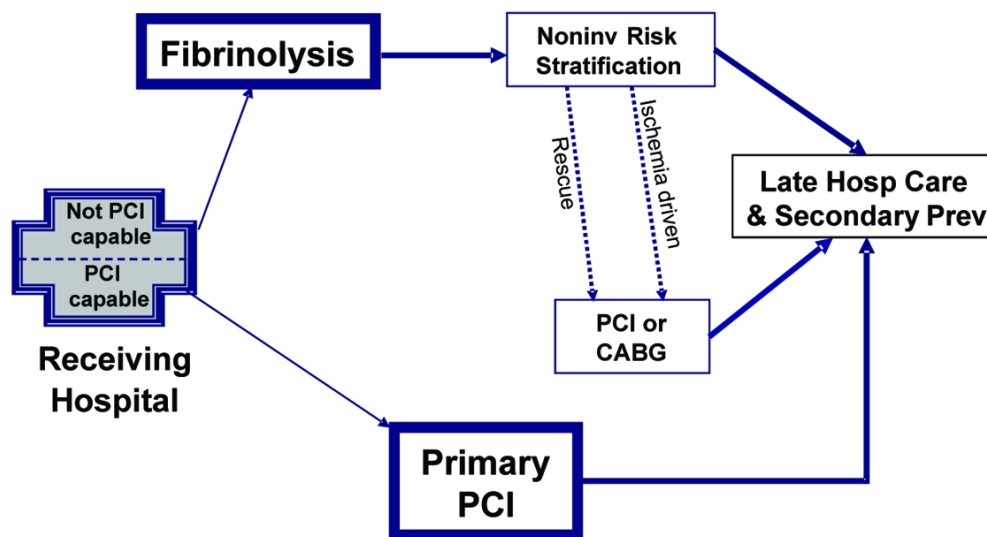 Fibrinolysis
Noninv Risk
Stratification
Rescue
Ischemia driven
Late Hosp Care
& Secondary Prev
Not PCI
capable
PCI
capable
Receiving
Hospital
PCI or
CABG
Primary
PCI